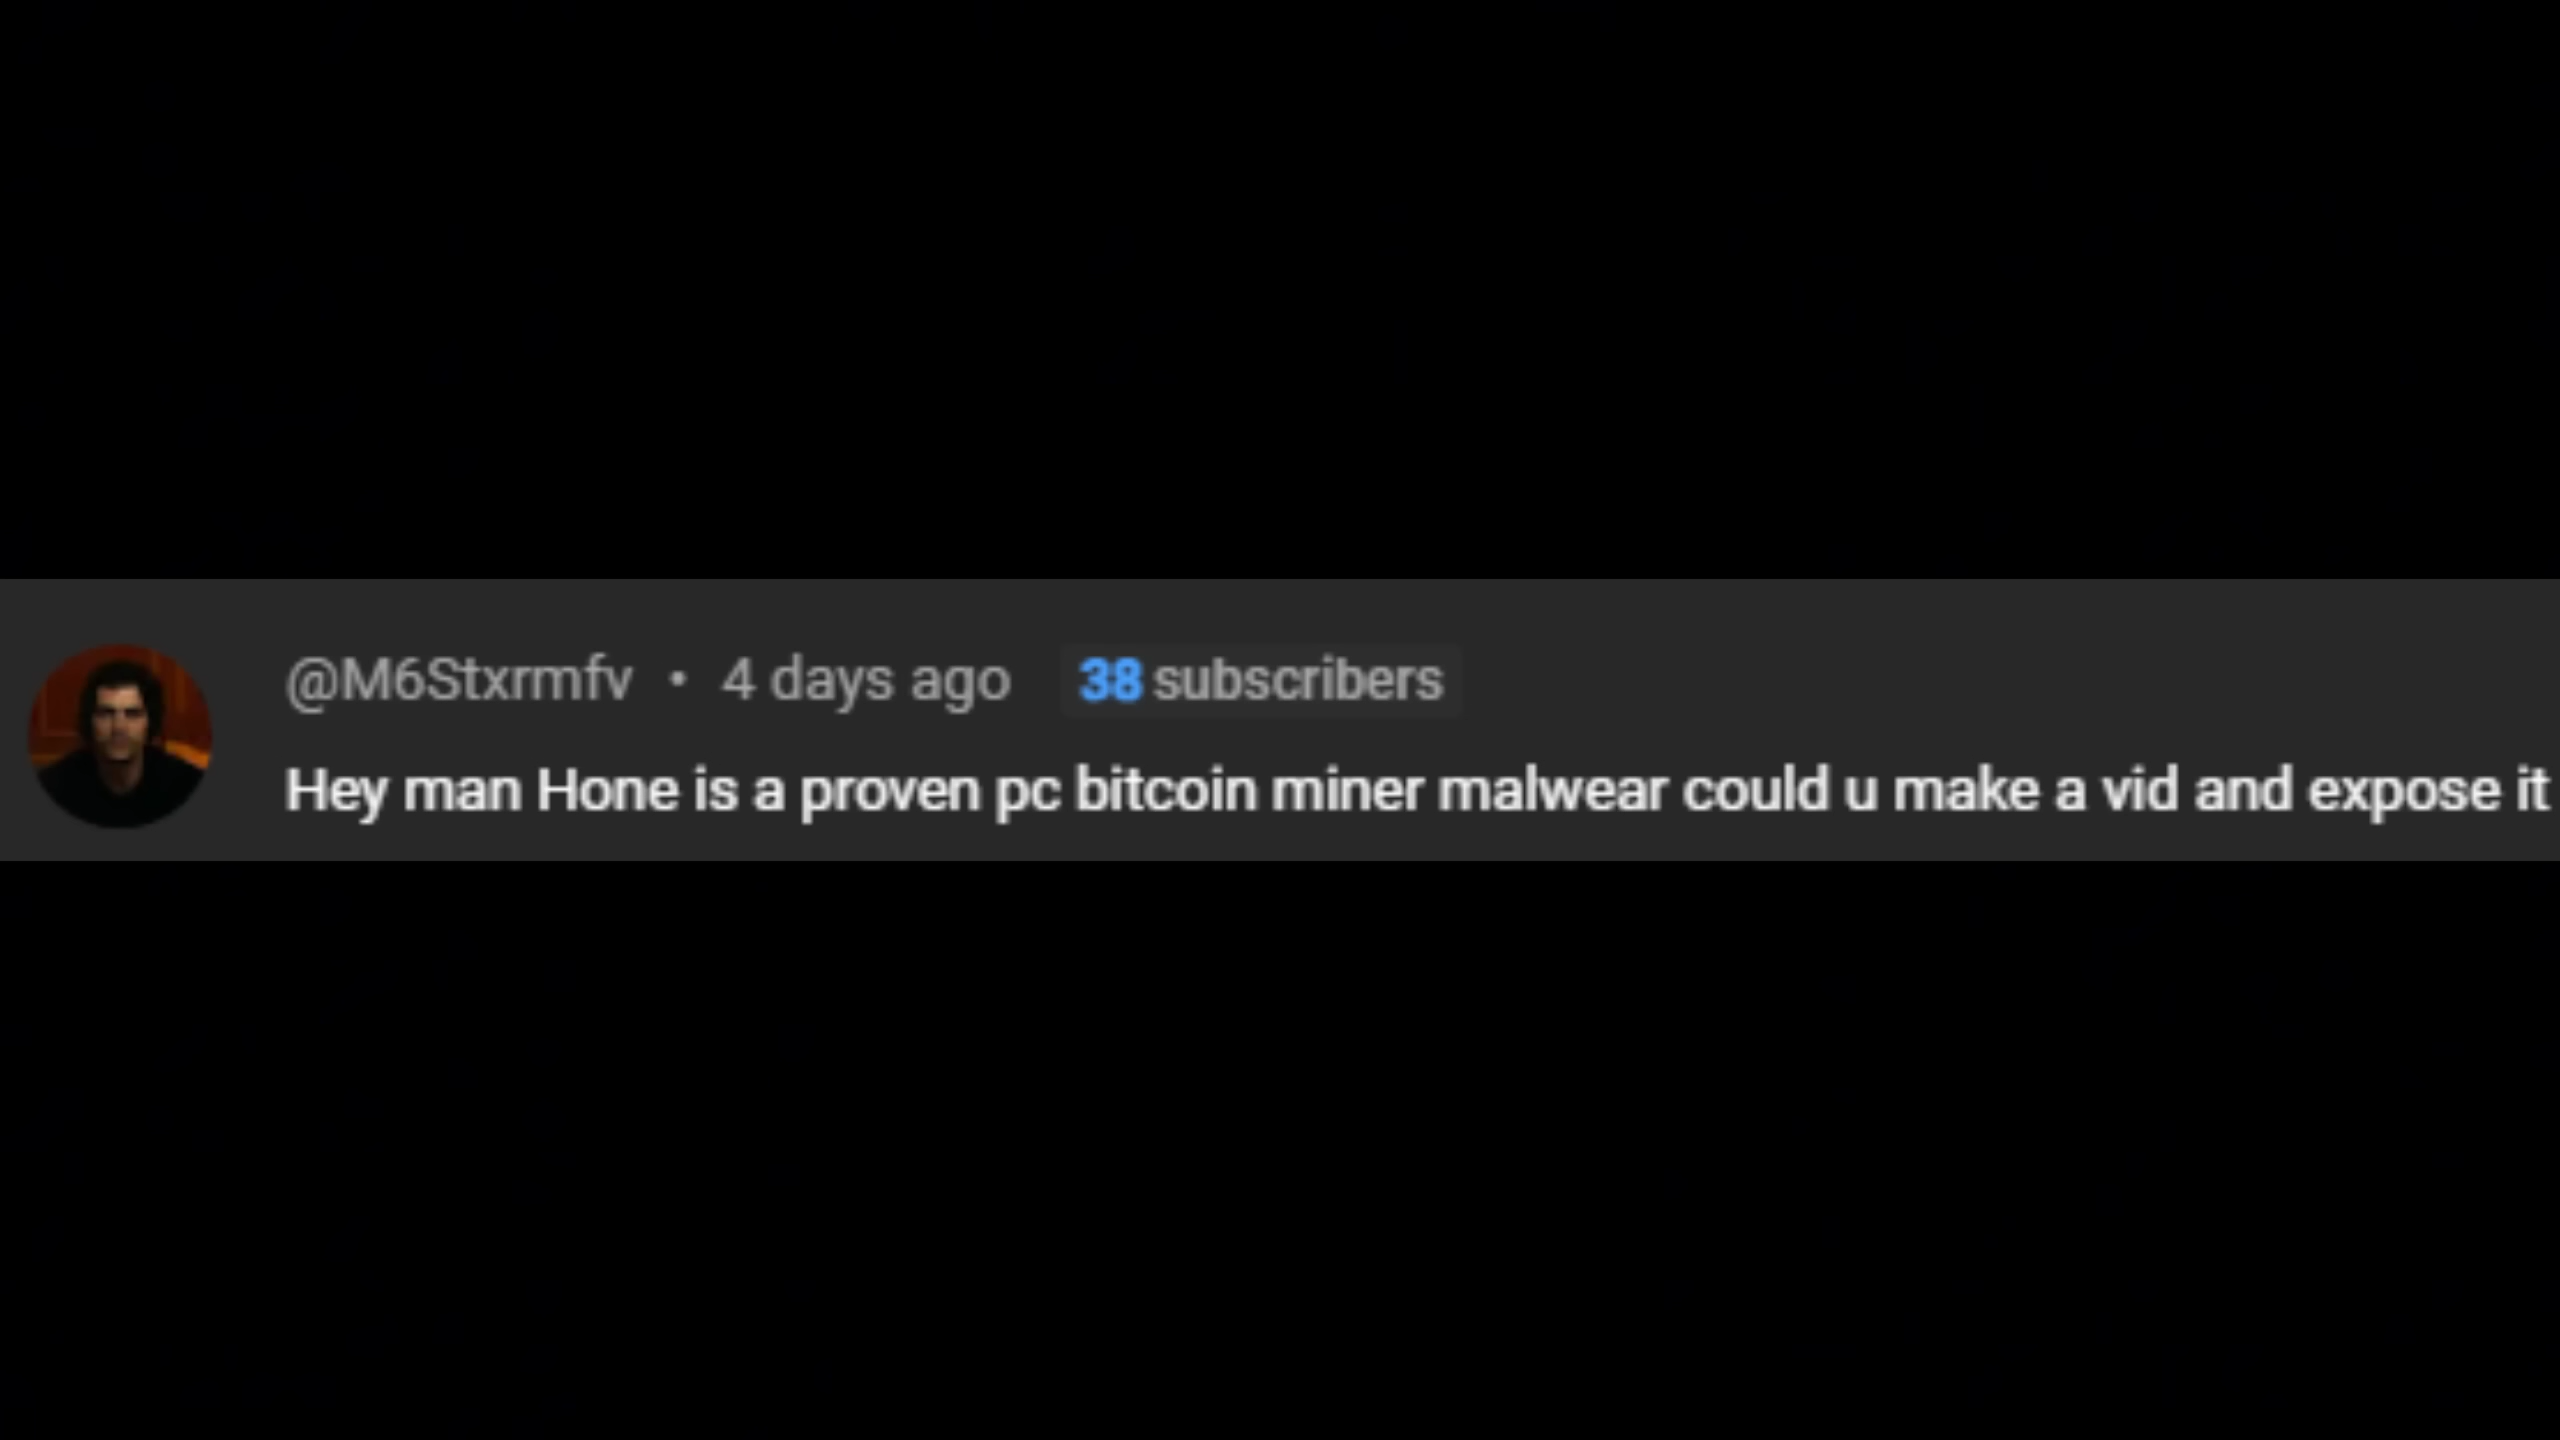 @M6Stxrmfv • 4 days ago 38 subscribers
Hey man Hone is a proven pc bitcoin miner malwear could u make a vid and expose it